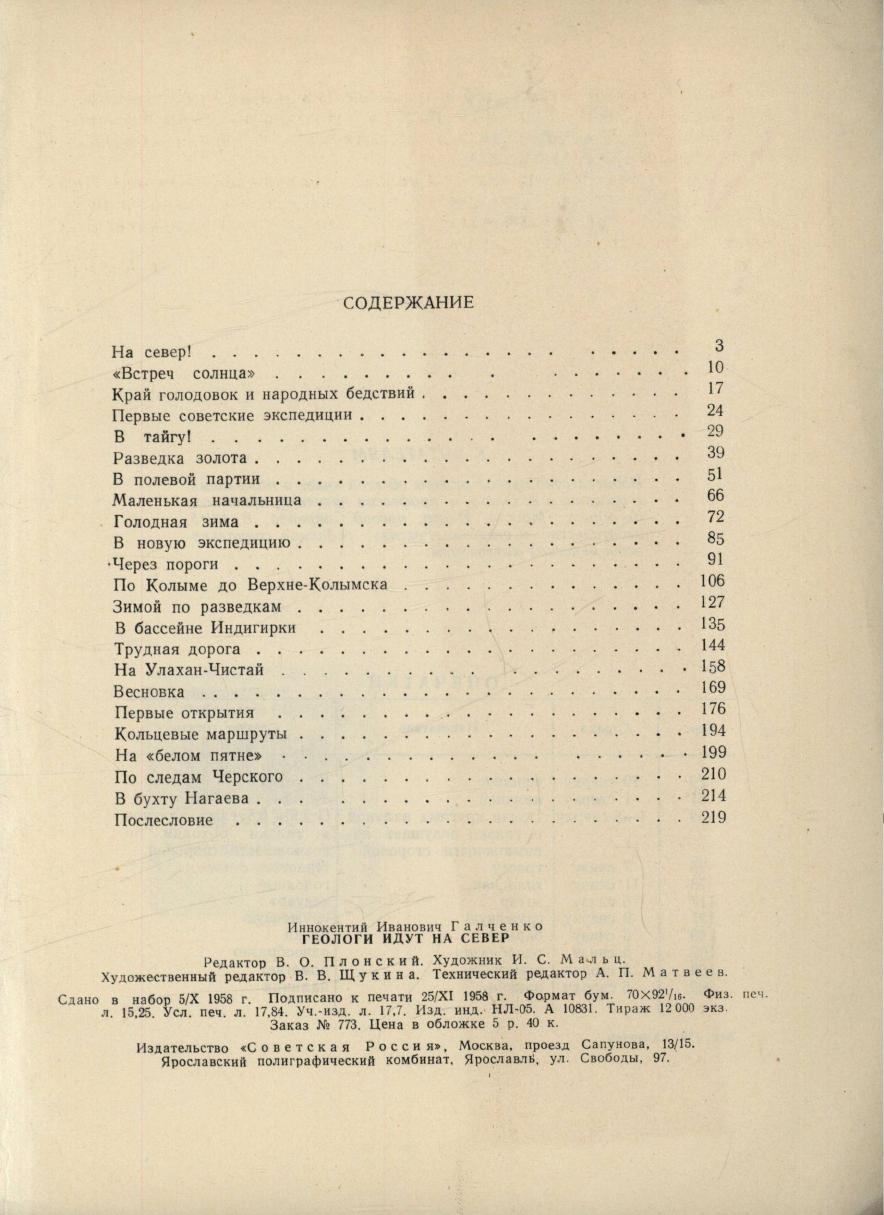 СОДЕРЖАНИЕ
На север! . . . . . . . . . . . . . . . . . . . . . . 3
«Встреч солнца» . . . . . . . . . . . . . . . . . . 10
Край голодовок и народных бедствий . . . . . . . . . . . . . 17
Первые советские экспедиции . . . . . . . . . . . . . . . . 24
В тайгу! . . . . . . . . . . . . . . . . . . . . . . 29
Разведка золота . . . . . . . . . . . . . . . . . . . . . 39
В полевой партии . . . . . . . . . . . . . . . . . . . . 51
Маленькая начальница . . . . . . . . . . . . . . . . . . 66
Голодная зима . . . . . . . . . . . . . . . . . . . . . 72
В новую экспедицию . . . . . . . . . . . . . . . . . . . 85
Через пороги . . . . . . . . . . . . . . . . . . . . . . 91
По Колыме до Верхне-Колымска . . . . . . . . . . . . . . 106
Зимой по разведкам . . . . . . . . . . . . . . . . . . . 127
В бассейне Индигирки . . . . . . . . . . . . . . . . . . 135
Трудная дорога . . . . . . . . . . . . . . . . . . . . . 144
На Улахан-Чистай . . . . . . . . . . . . . . . . . . . . 158
Весновка . . . . . . . . . . . . . . . . . . . . . . . 169
Первые открытия . . . . . . . . . . . . . . . . . . . . 176
Кольцевые маршруты . . . . . . . . . . . . . . . . . . . 194
На «белом пятне» . . . . . . . . . . . . . . . . . . 199
По следам Черского . . . . . . . . . . . . . . . . . . . 210
В бухту Нагаева . . . . . . . . . . . . . . . . . . . . 214
Послесловие . . . . . . . . . . . . . . . . . . . . . . 219
Иннокентий Иванович Галченко
ГЕОЛОГИ ИДУТ НА СЕВЕР
Редактор В. О. Плонский. Художник И. С. Мальц.
Художественный редактор В. В. Щукина. Технический редактор А. П. Матвеев.
Сдано в набор 5/X 1958 г. Подписано к печати 25/XI 1958 г. Формат бум. 70×92¹/₁₆. Физ. печ.
л. 15,25. Усл. печ. л. 17,84. Уч.-изд. л. 17,7. Изд. инд. НЛ-05. А 10831. Тираж 12 000 экз.
Заказ № 773. Цена в обложке 5 р. 40 к.
Издательство «Советская Россия», Москва, проезд Сапунова, 13/15.
Ярославский полиграфический комбинат, Ярославль, ул. Свободы, 97.